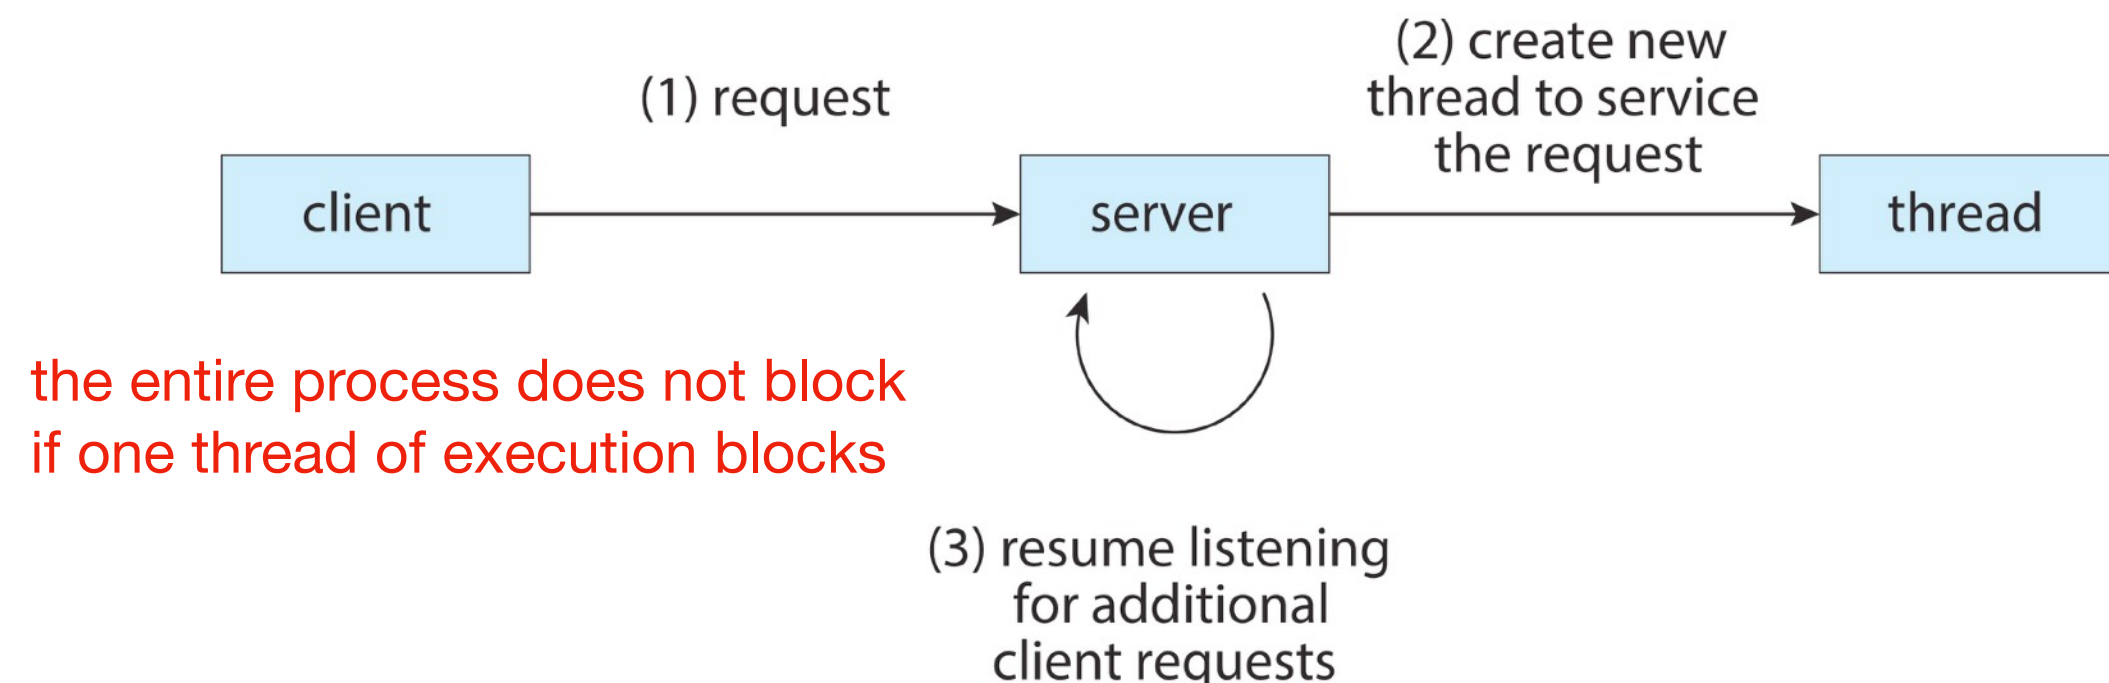 (1) request
(2) create new
thread to service
the request
client
server
thread
the entire process does not block
if one thread of execution blocks
(3) resume listening
for additional
client requests